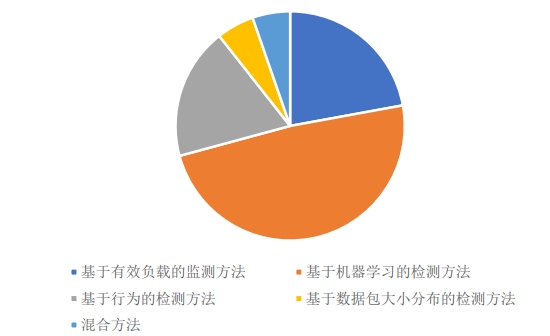 基于有效负载的监测方法
基于机器学习的检测方法
基于行为的检测方法
基于数据包大小分布的检测方法
混合方法